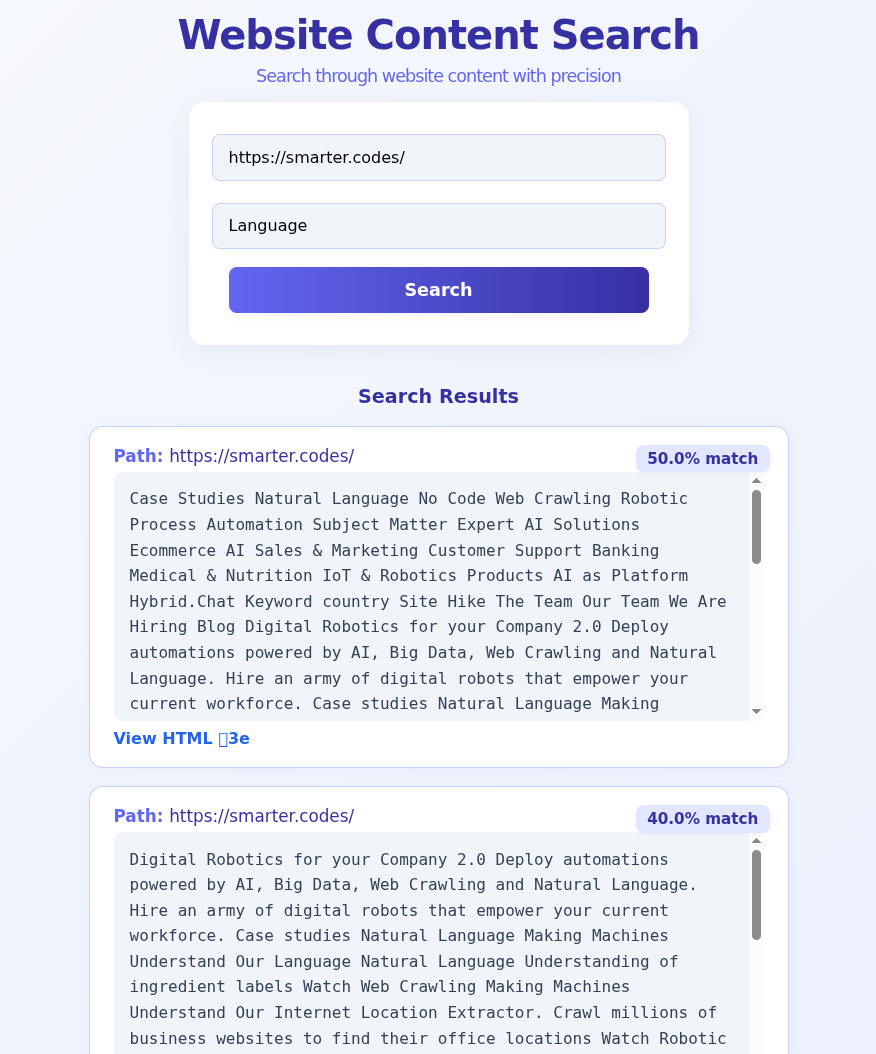 Website Content Search
Search through website content with precision
https://smarter.codes/
Language
Search
Search Results
Path: https://smarter.codes/
50.0% match
Case Studies Natural Language No Code Web Crawling Robotic
Process Automation Subject Matter Expert AI Solutions
Ecommerce AI Sales & Marketing Customer Support Banking
Medical & Nutrition IoT & Robotics Products AI as Platform
Hybrid.Chat Keyword country Site Hike The Team Our Team We Are
Hiring Blog Digital Robotics for your Company 2.0 Deploy
automations powered by AI, Big Data, Web Crawling and Natural
Language. Hire an army of digital robots that empower your
current workforce. Case studies Natural Language Making
View HTML 3e
Path: https://smarter.codes/
40.0% match
Digital Robotics for your Company 2.0 Deploy automations
powered by AI, Big Data, Web Crawling and Natural Language.
Hire an army of digital robots that empower your current
workforce. Case studies Natural Language Making Machines
Understand Our Language Natural Language Understanding of
ingredient labels Watch Web Crawling Making Machines
Understand Our Internet Location Extractor. Crawl millions of
business websites to find their office locations Watch Robotic